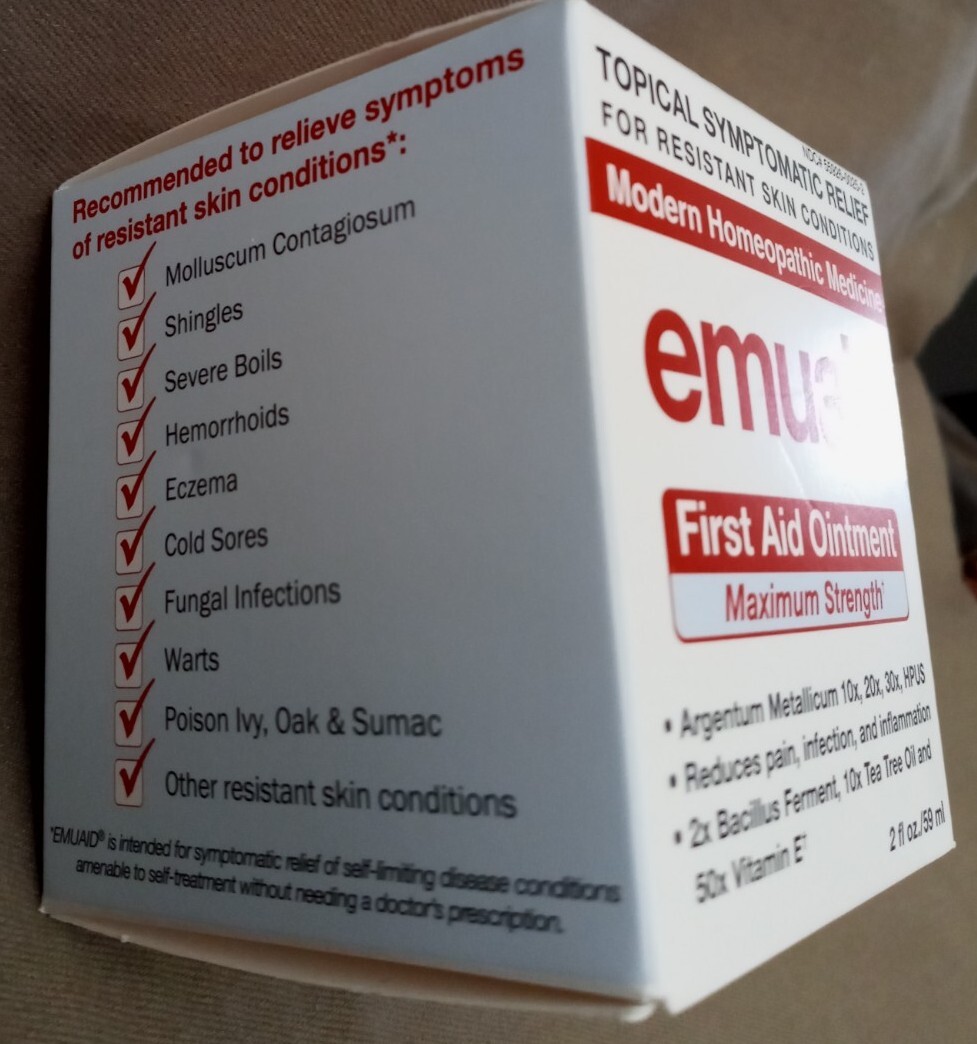 Recommended to relieve symptoms
of resistant skin conditions*:
Molluscum Contagiosum
Shingles
Severe Boils
Hemorrhoids
Eczema
Cold Sores
Fungal Infections
Warts
Poison Ivy, Oak & Sumac
Other resistant skin conditions
*EMUAID® is intended for symptomatic relief of self-limiting disease conditions
amenable to self-treatment without needing a doctor's prescription.
NDC#
TOPICAL SYMPTOMATIC RELIEF
FOR RESISTANT SKIN CONDITIONS
Modern Homeopathic Medicine
emuaid
First Aid Ointment
Maximum Strength†
• Argentum Metallicum 10x, 20x, 30x, HPUS
• Reduces pain, infection, and inflammation
• 2x Bacillus Ferment, 10x Tea Tree Oil and
50x Vitamin E†
2 fl oz./59 ml